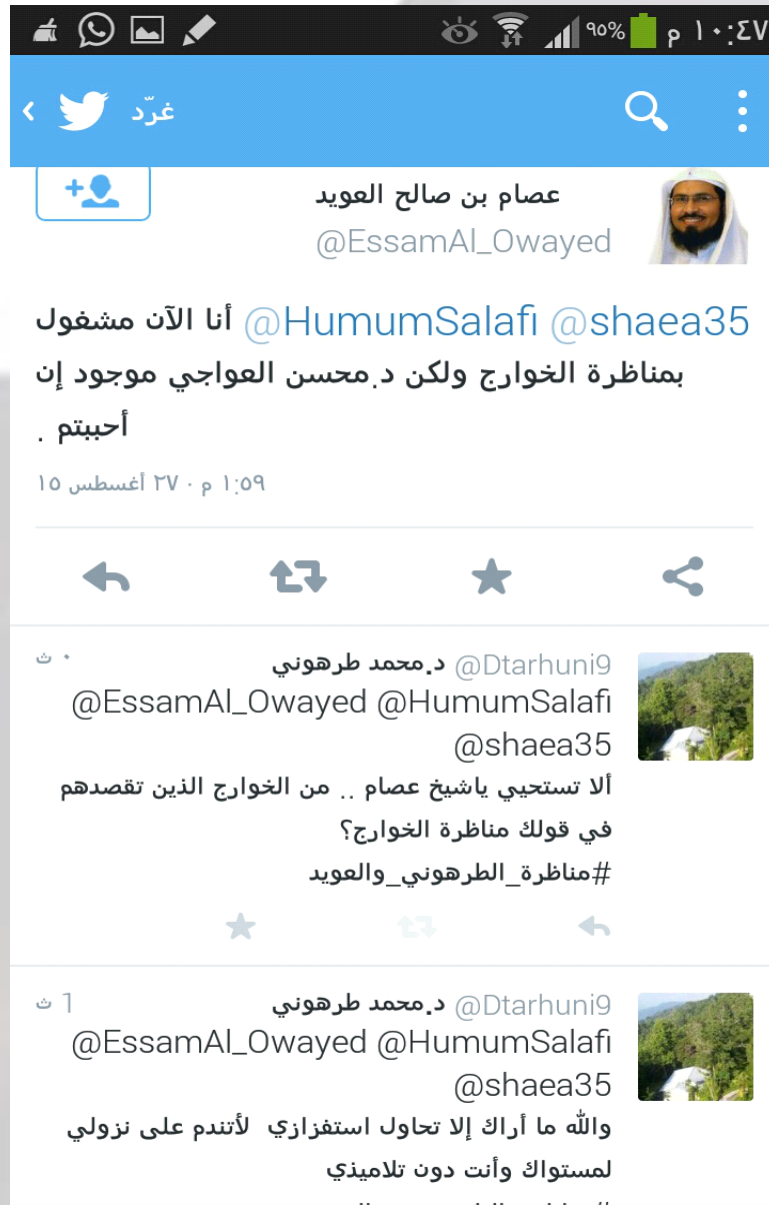 ٩٥% ١٠:٤٧ م
غرّد
عصام بن صالح العويد
@EssamAl_Owayed
@HumumSalafi @shaea35 أنا الآن مشغول
بمناظرة الخوارج ولكن د.محسن العواجي موجود إن
أحببتم .
١:٥٩ م · ٢٧ أغسطس ١٥
د.محمد طرهوني @Dtarhuni9 ٠ ث
@EssamAl_Owayed @HumumSalafi
@shaea35
ألا تستحيي ياشيخ عصام .. من الخوارج الذين تقصدهم
في قولك مناظرة الخوارج؟
#مناظرة_الطرهوني_والعويد
د.محمد طرهوني @Dtarhuni9 1 ث
@EssamAl_Owayed @HumumSalafi
@shaea35
والله ما أراك إلا تحاول استفزازي لأتندم على نزولي
لمستواك وأنت دون تلاميذي